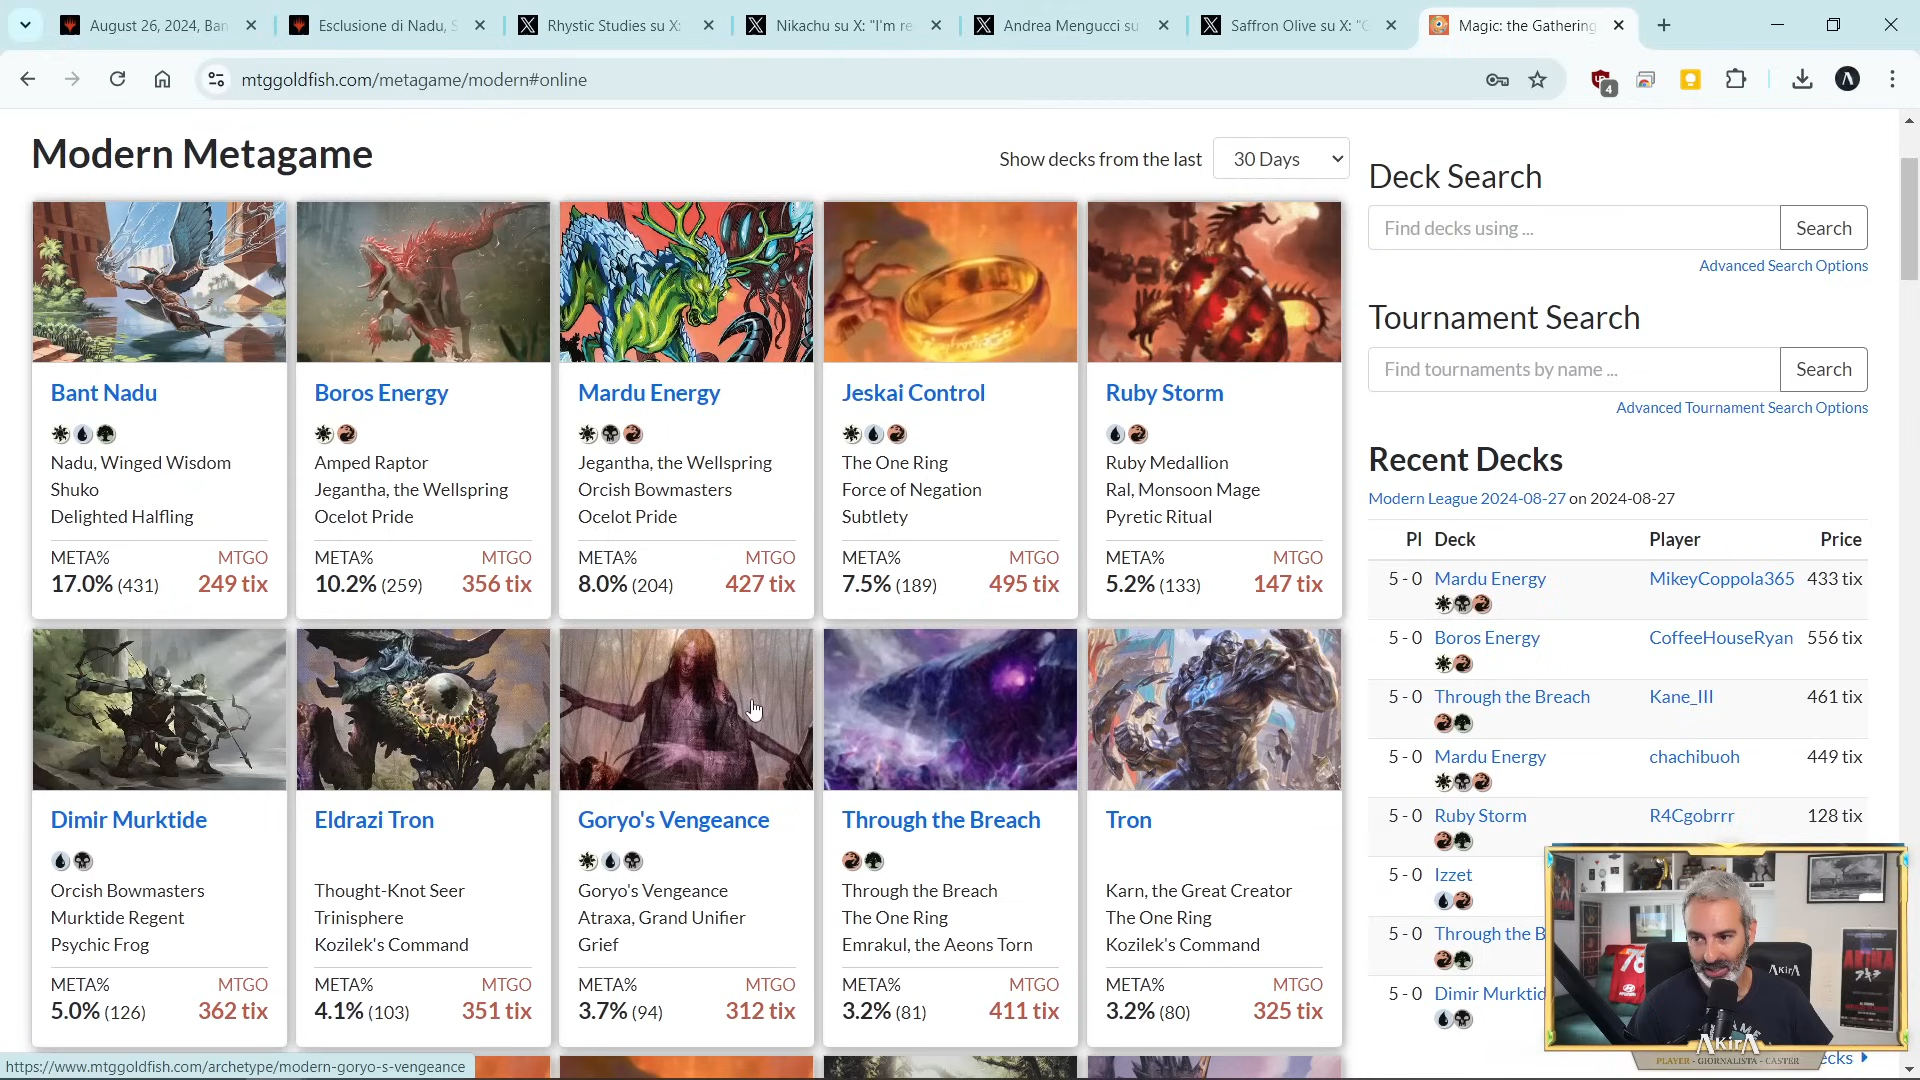 August 26, 2024, Ban
Esclusione di Nadu, S
Rhystic Studies su X:
Nikachu su X: "I'm re
Andrea Mengucci su
Saffron Olive su X: "C
Magic: the Gathering
mtggoldfish.com/metagame/modern#online
4
Modern Metagame
Show decks from the last
30 Days
Bant Nadu
Nadu, Winged Wisdom
Shuko
Delighted Halfling
META% MTGO
17.0% (431) 249 tix
Boros Energy
Amped Raptor
Jegantha, the Wellspring
Ocelot Pride
META% MTGO
10.2% (259) 356 tix
Mardu Energy
Jegantha, the Wellspring
Orcish Bowmasters
Ocelot Pride
META% MTGO
8.0% (204) 427 tix
Jeskai Control
The One Ring
Force of Negation
Subtlety
META% MTGO
7.5% (189) 495 tix
Ruby Storm
Ruby Medallion
Ral, Monsoon Mage
Pyretic Ritual
META% MTGO
5.2% (133) 147 tix
Dimir Murktide
Orcish Bowmasters
Murktide Regent
Psychic Frog
META% MTGO
5.0% (126) 362 tix
Eldrazi Tron
Thought-Knot Seer
Trinisphere
Kozilek's Command
META% MTGO
4.1% (103) 351 tix
Goryo's Vengeance
Goryo's Vengeance
Atraxa, Grand Unifier
Grief
META% MTGO
3.7% (94) 312 tix
Through the Breach
Through the Breach
The One Ring
Emrakul, the Aeons Torn
META% MTGO
3.2% (81) 411 tix
Tron
Karn, the Great Creator
The One Ring
Kozilek's Command
META% MTGO
3.2% (80) 325 tix
Deck Search
Find decks using ... Search
Advanced Search Options
Tournament Search
Find tournaments by name ... Search
Advanced Tournament Search Options
Recent Decks
Modern League 2024-08-27 on 2024-08-27
Pl Deck Player Price
5 - 0 Mardu Energy MikeyCoppola365 433 tix
5 - 0 Boros Energy CoffeeHouseRyan 556 tix
5 - 0 Through the Breach Kane_III 461 tix
5 - 0 Mardu Energy chachibuoh 449 tix
5 - 0 Ruby Storm R4Cgobrrr 128 tix
5 - 0 Izzet
5 - 0 Through the B
5 - 0 Dimir Murktid
ecks
76
AKirA
AKIRA
AKirA
PLAYER - GIORNALISTA - CASTER
https://www.mtggoldfish.com/archetype/modern-goryo-s-vengeance